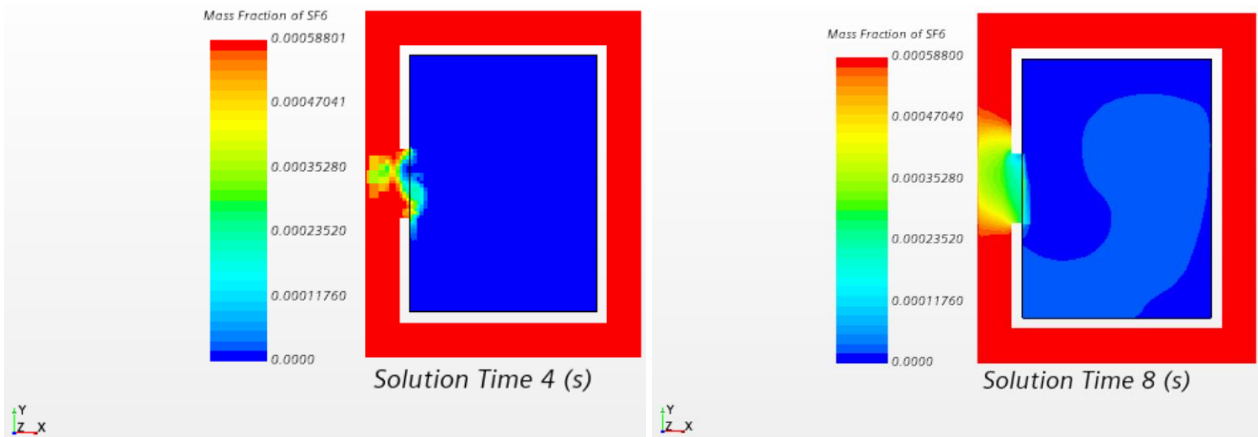 Mass Fraction of SF6
0.00058801
0.00047041
0.00035280
0.00023520
0.00011760
0.0000
Solution Time 4 (s)
Y
Z X
Mass Fraction of SF6
0.00058800
0.00047040
0.00035280
0.00023520
0.00011760
0.0000
Solution Time 8 (s)
Y
Z X